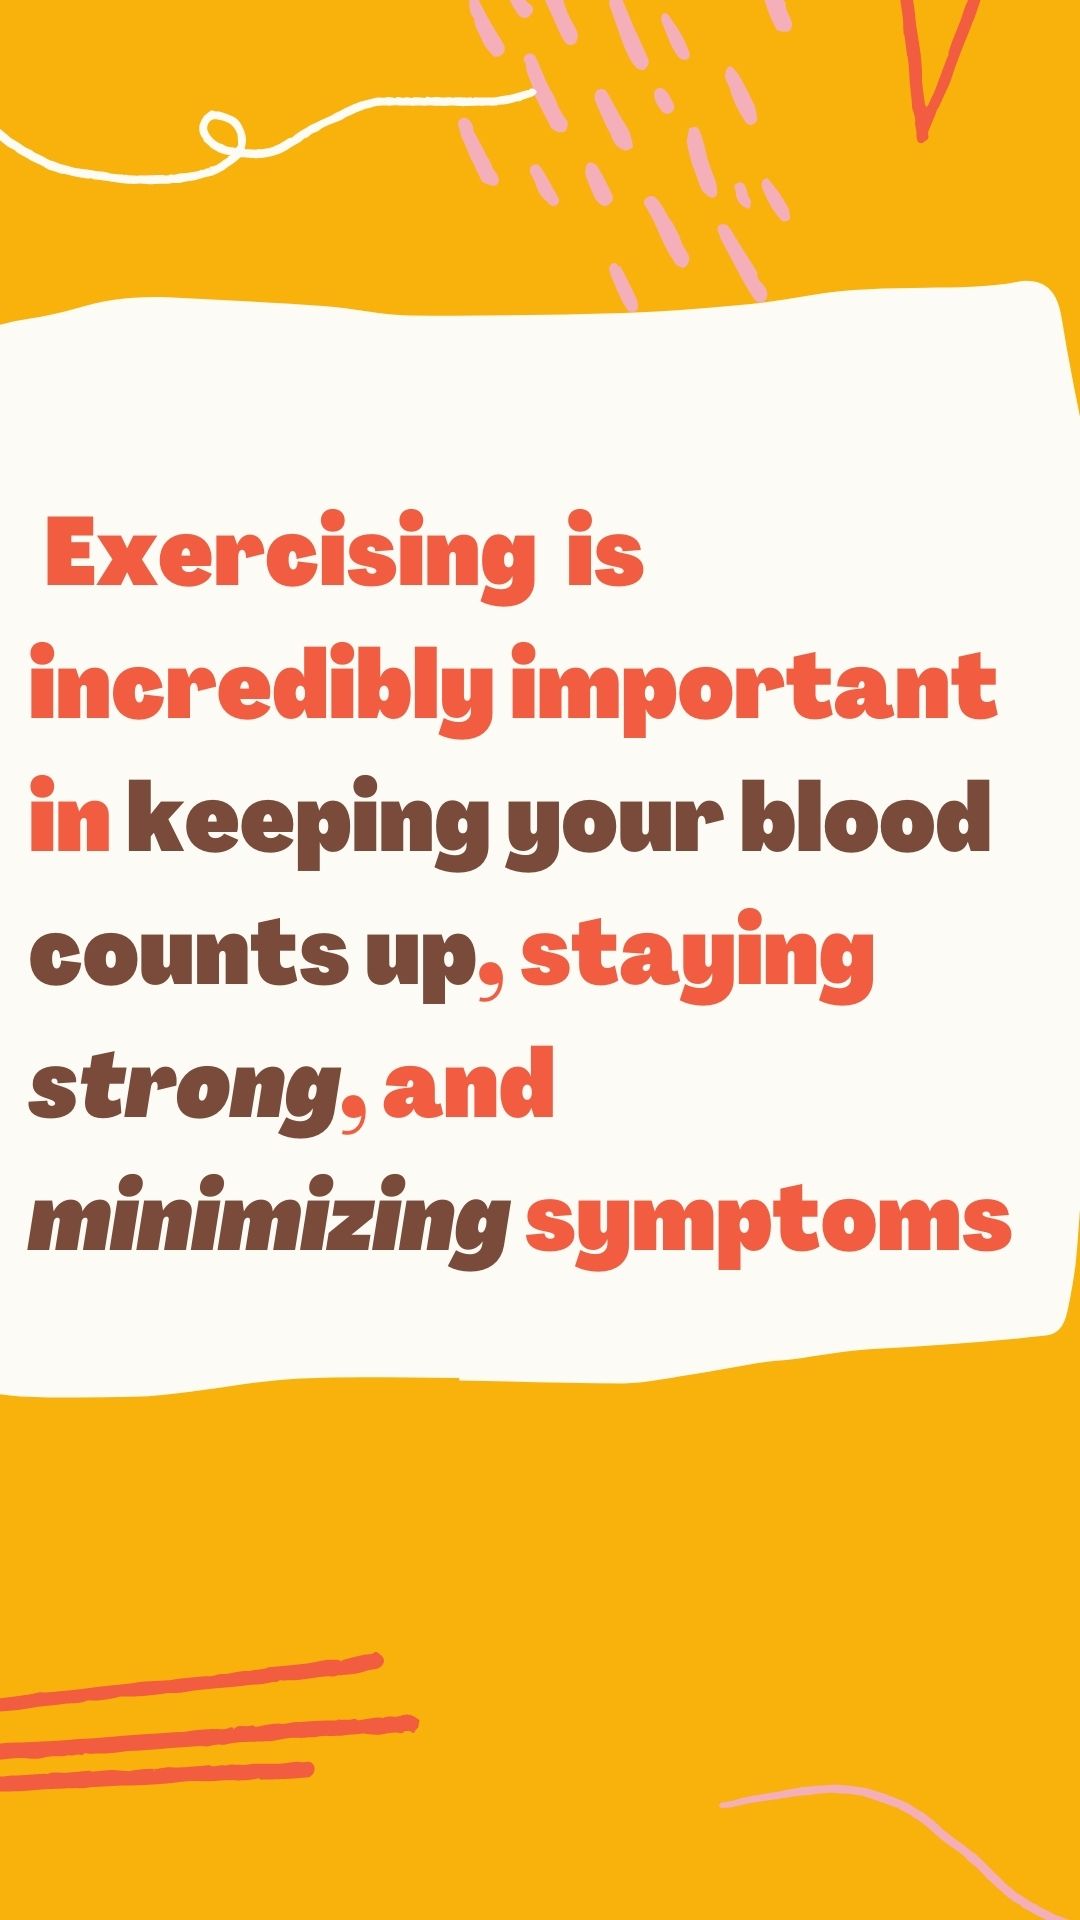 Exercising is
incredibly important
in keeping your blood
counts up, staying
strong, and
minimizing symptoms